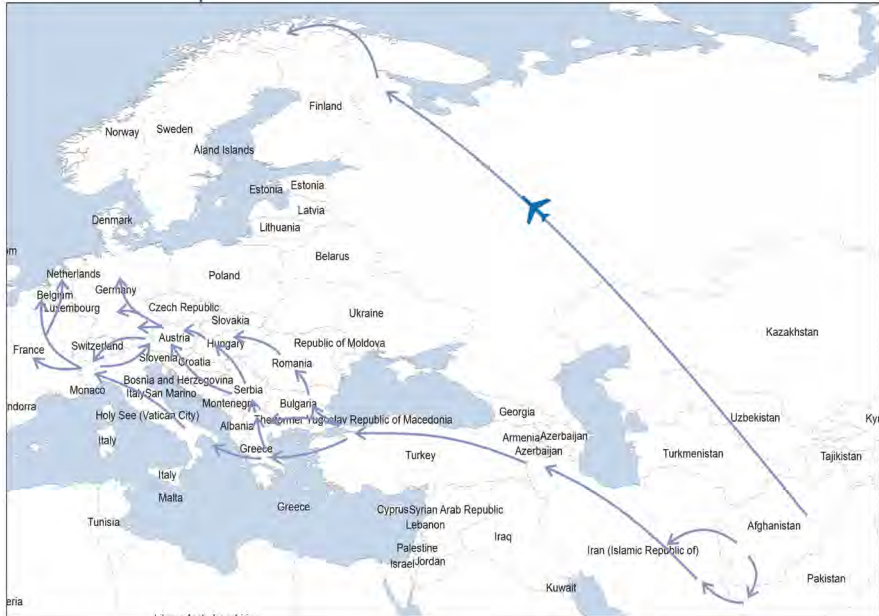 Finland
Norway
Sweden
Åland Islands
Estonia
Estonia
Latvia
Denmark
Lithuania
Belarus
Netherlands
Poland
Germany
Belgium
Luxembourg
Czech Republic
Ukraine
Slovakia
Kazakhstan
Austria
Switzerland
Hungary
Republic of Moldova
France
Slovenia
Croatia
Romania
Bosnia and Herzegovina
Monaco
Serbia
Italy
San Marino
Montenegro
Bulgaria
Holy See (Vatican City)
The former Yugoslav Republic of Macedonia
Georgia
Uzbekistan
Albania
Armenia
Azerbaijan
Italy
Greece
Azerbaijan
Turkey
Turkmenistan
Tajikistan
Italy
Malta
Greece
Cyprus
Syrian Arab Republic
Tunisia
Lebanon
Afghanistan
Iraq
Palestine
Iran (Islamic Republic of)
Israel
Jordan
Pakistan
Kuwait